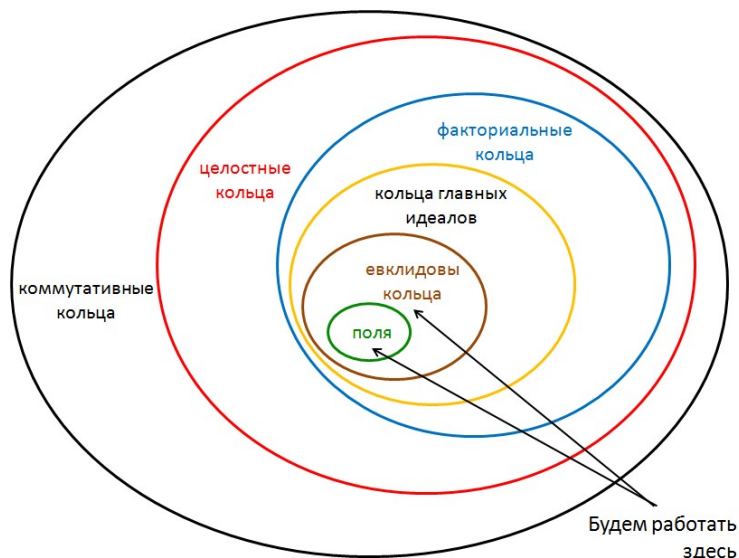 факториальные
кольца
целостные
кольца
кольца главных
идеалов
евклидовы
кольца
коммутативные
кольца
поля
Будем работать
здесь